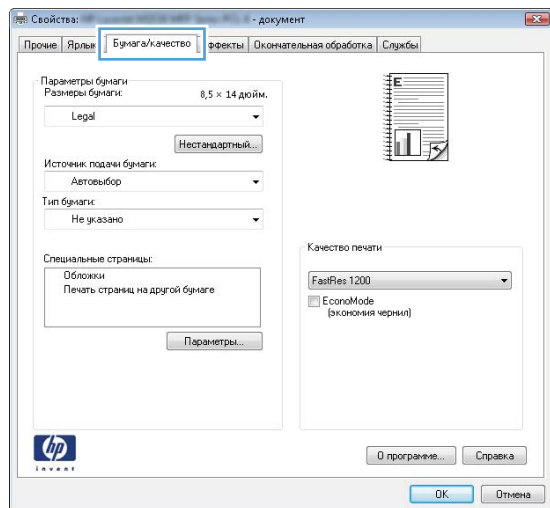 Свойства: - документ
Прочие Ярлык Бумага/качество ффекты Окончательная обработка Службы
Параметры бумаги
Размеры бумаги:
8,5 × 14 дюйм.
Legal
Нестандартный...
Источник подачи бумаги:
Автовыбор
Тип бумаги:
Не указано
Специальные страницы:
Обложки
Печать страниц на другой бумаге
Параметры...
E
Качество печати
FastRes 1200
EconoMode
(экономия чернил)
hp
invent
О программе... Справка
OK Отмена